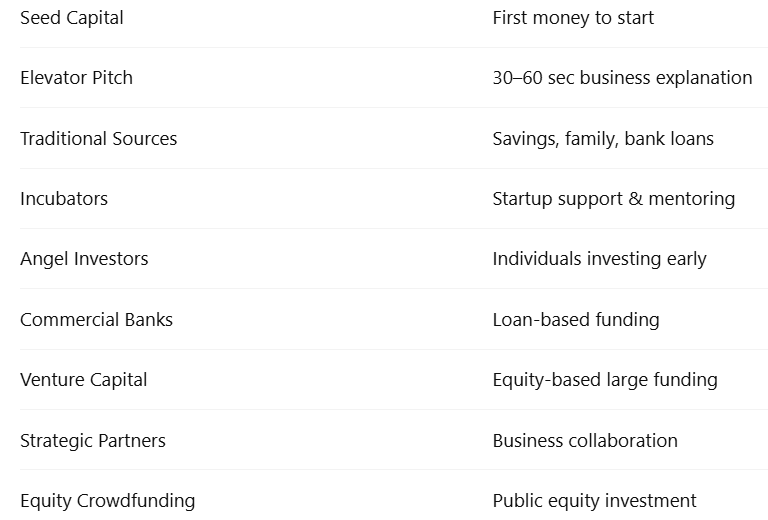 Seed Capital First money to start
Elevator Pitch 30–60 sec business explanation
Traditional Sources Savings, family, bank loans
Incubators Startup support & mentoring
Angel Investors Individuals investing early
Commercial Banks Loan-based funding
Venture Capital Equity-based large funding
Strategic Partners Business collaboration
Equity Crowdfunding Public equity investment